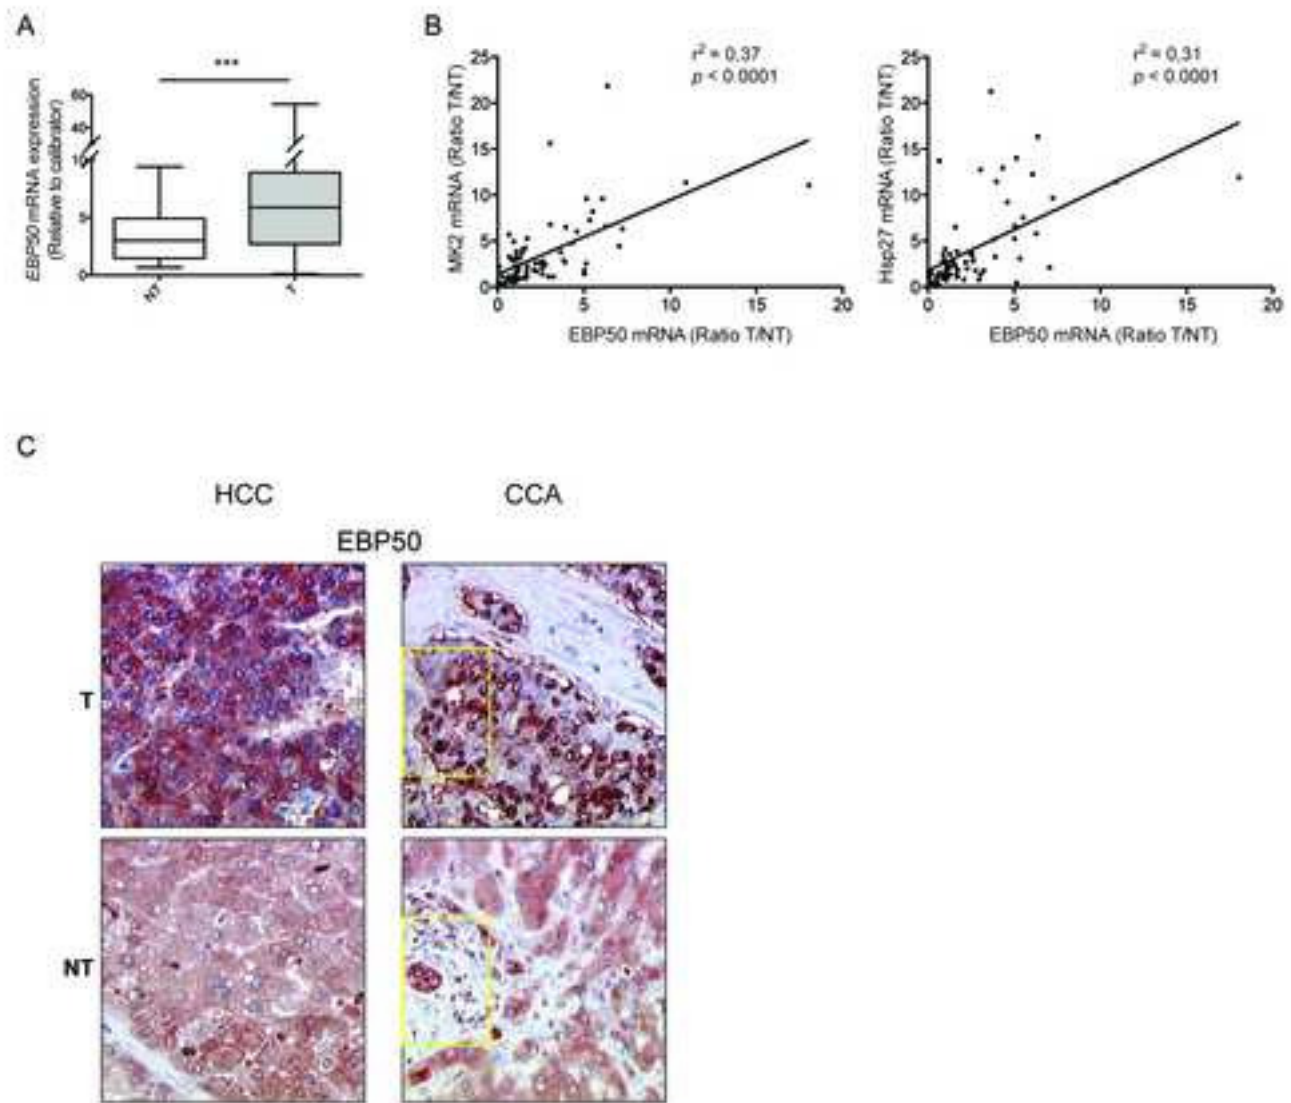 A
***
EBP50 mRNA expression
(Relative to calibrator)
60
40
10
5
0
NT
T
B
MK2 mRNA (Ratio T/NT)
25
20
15
10
5
0
r² = 0,37
p < 0.0001
0
5
10
15
20
EBP50 mRNA (Ratio T/NT)
Hsp27 mRNA (Ratio T/NT)
25
20
15
10
5
0
r² = 0,31
p < 0.0001
0
5
10
15
20
EBP50 mRNA (Ratio T/NT)
C
HCC
CCA
EBP50
T
NT